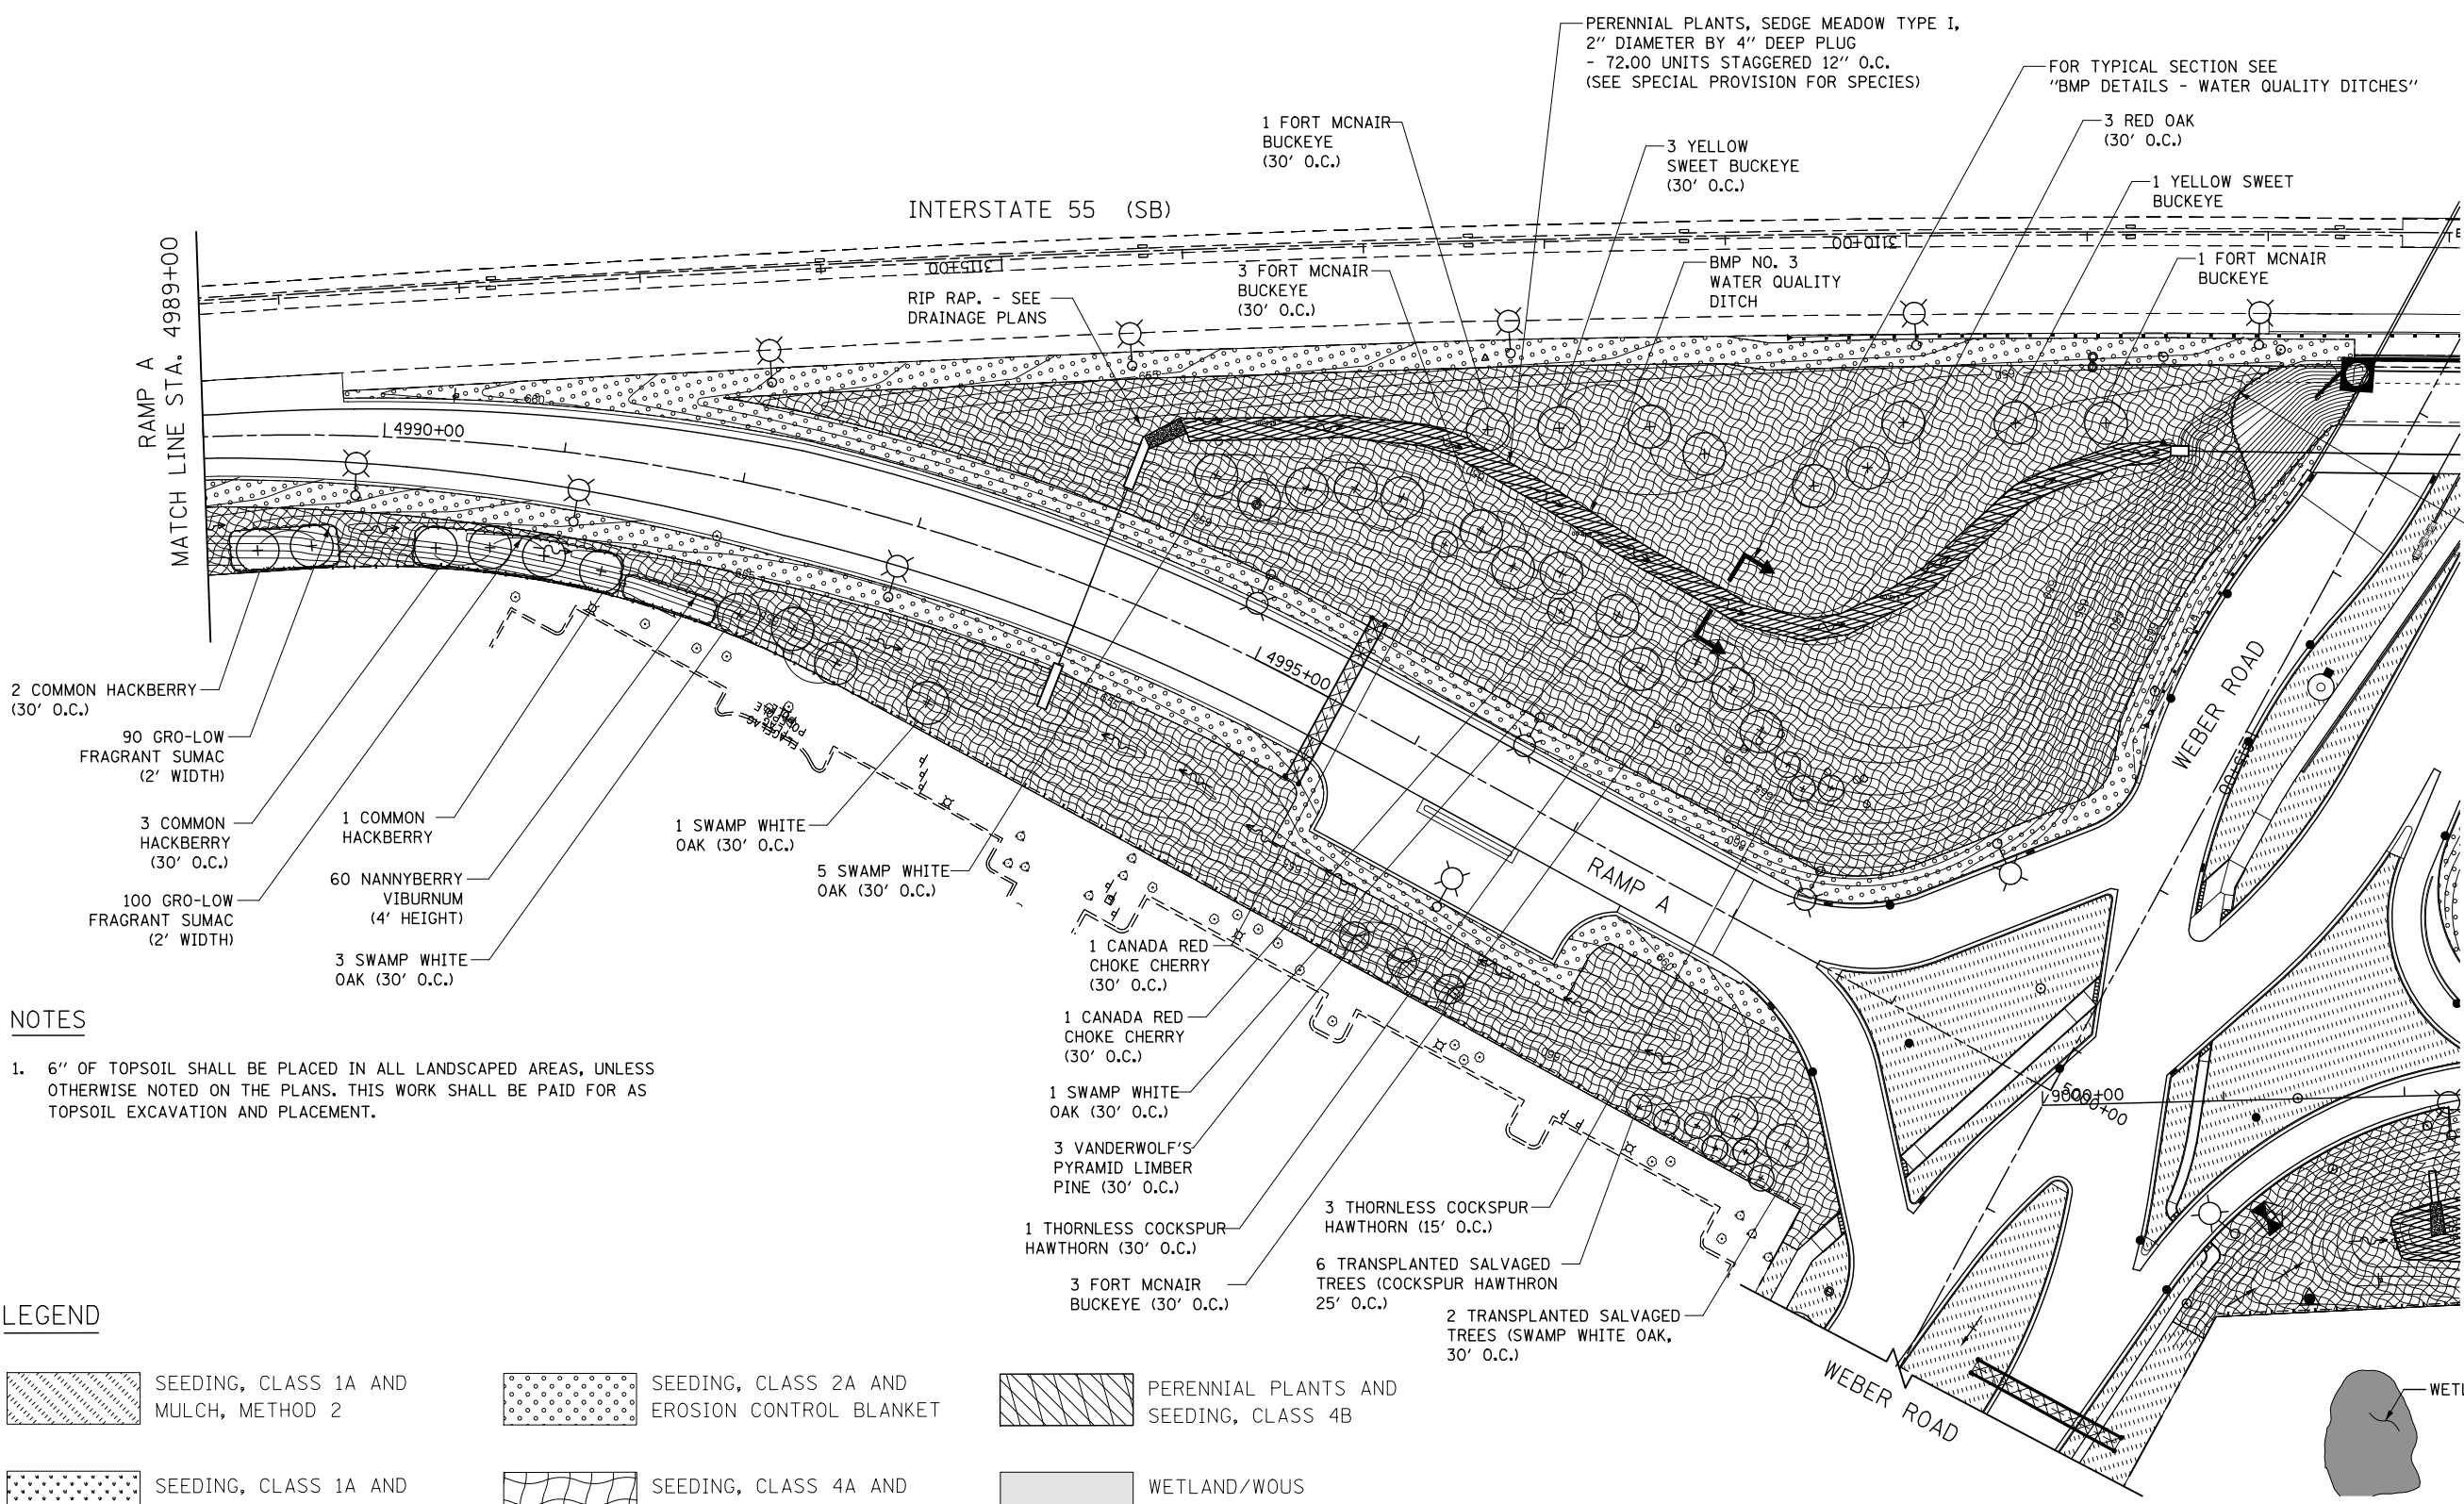 PERENNIAL PLANTS, SEDGE MEADOW TYPE I,
2" DIAMETER BY 4" DEEP PLUG
- 72.00 UNITS STAGGERED 12" O.C.
(SEE SPECIAL PROVISION FOR SPECIES)
FOR TYPICAL SECTION SEE
"BMP DETAILS - WATER QUALITY DITCHES"
1 FORT MCNAIR
BUCKEYE
(30' O.C.)
3 YELLOW
SWEET BUCKEYE
(30' O.C.)
3 RED OAK
(30' O.C.)
1 YELLOW SWEET
BUCKEYE
INTERSTATE 55 (SB)
3115+00
3110+00
RIP RAP. - SEE
DRAINAGE PLANS
3 FORT MCNAIR
BUCKEYE
(30' O.C.)
BMP NO. 3
WATER QUALITY
DITCH
1 FORT MCNAIR
BUCKEYE
RAMP A
MATCH LINE STA. 4989+00
4990+00
660
655
4995+00
RAMP A
WEBER ROAD
9000+00
5000+00
2 COMMON HACKBERRY
(30' O.C.)
90 GRO-LOW
FRAGRANT SUMAC
(2' WIDTH)
3 COMMON
HACKBERRY
(30' O.C.)
100 GRO-LOW
FRAGRANT SUMAC
(2' WIDTH)
1 COMMON
HACKBERRY
60 NANNYBERRY
VIBURNUM
(4' HEIGHT)
3 SWAMP WHITE
OAK (30' O.C.)
1 SWAMP WHITE
OAK (30' O.C.)
5 SWAMP WHITE
OAK (30' O.C.)
1 CANADA RED
CHOKE CHERRY
(30' O.C.)
1 CANADA RED
CHOKE CHERRY
(30' O.C.)
1 SWAMP WHITE
OAK (30' O.C.)
3 VANDERWOLF'S
PYRAMID LIMBER
PINE (30' O.C.)
1 THORNLESS COCKSPUR
HAWTHORN (30' O.C.)
3 FORT MCNAIR
BUCKEYE (30' O.C.)
3 THORNLESS COCKSPUR
HAWTHORN (15' O.C.)
6 TRANSPLANTED SALVAGED
TREES (COCKSPUR HAWTHRON
25' O.C.)
2 TRANSPLANTED SALVAGED
TREES (SWAMP WHITE OAK,
30' O.C.)
WEBER ROAD
NOTES
1. 6" OF TOPSOIL SHALL BE PLACED IN ALL LANDSCAPED AREAS, UNLESS
OTHERWISE NOTED ON THE PLANS. THIS WORK SHALL BE PAID FOR AS
TOPSOIL EXCAVATION AND PLACEMENT.
LEGEND
SEEDING, CLASS 1A AND
MULCH, METHOD 2
SEEDING, CLASS 2A AND
EROSION CONTROL BLANKET
PERENNIAL PLANTS AND
SEEDING, CLASS 4B
SEEDING, CLASS 1A AND
SEEDING, CLASS 4A AND
WETLAND/WOUS